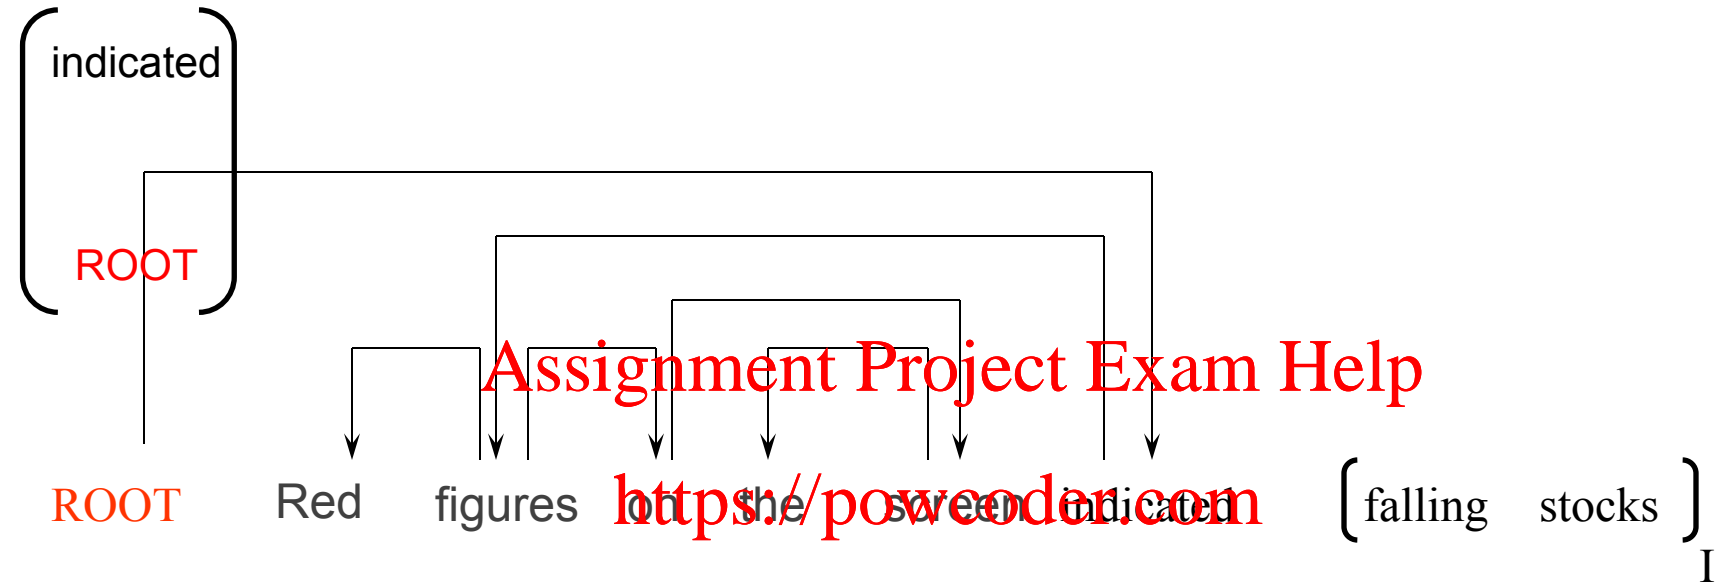 indicated
ROOT
Assignment Project Exam Help
ROOT Red figures on the screen indicated falling stocks
https://powcoder.com
I